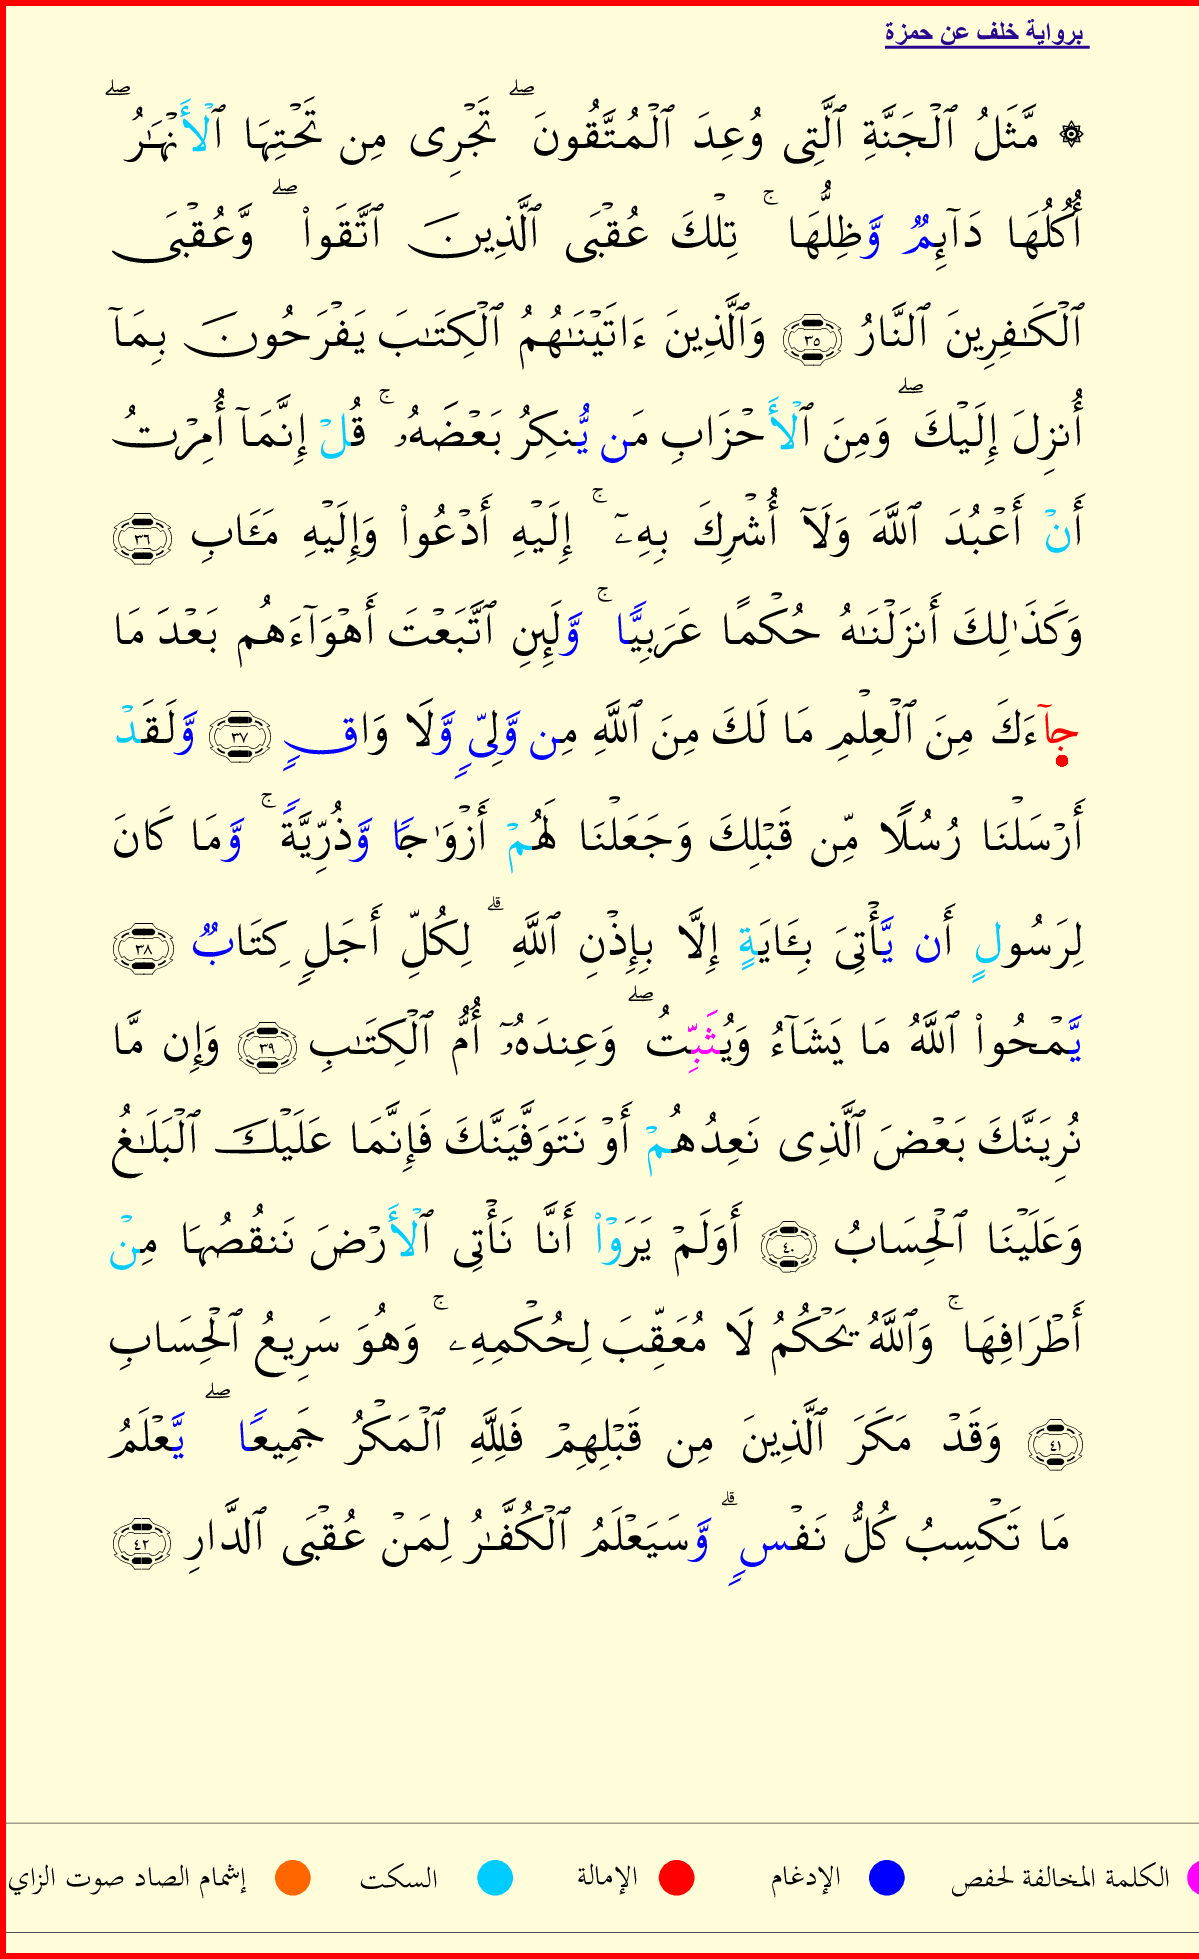 برواية خلف عن حمزة
۞ مَّثَلُ ٱلۡجَنَّةِ ٱلَّتِى وُعِدَ ٱلۡمُتَّقُونَۖ تَجۡرِى مِن تَحۡتِهَا ٱلۡأَنۡهَٰرُۖ
أُكُلُهَا دَآئِمٌ وَّظِلُّهَاۚ تِلۡكَ عُقۡبَى ٱلَّذِينَ ٱتَّقَواْۖ وَّعُقۡبَى
ٱلۡكَٰفِرِينَ ٱلنَّارُ ٣٥ وَٱلَّذِينَ ءَاتَيۡنَٰهُمُ ٱلۡكِتَٰبَ يَفۡرَحُونَ بِمَآ
أُنزِلَ إِلَيۡكَۖ وَمِنَ ٱلۡأَحۡزَابِ مَن يُّنكِرُ بَعۡضَهُۥۚ قُلۡ إِنَّمَآ أُمِرۡتُ
أَنۡ أَعۡبُدَ ٱللَّهَ وَلَآ أُشۡرِكَ بِهِۦٓۚ إِلَيۡهِ أَدۡعُواْ وَإِلَيۡهِ مَـَٔابِ ٣٦
وَكَذَٰلِكَ أَنزَلۡنَٰهُ حُكۡمًا عَرَبِيًّاۚ وَّلَئِنِ ٱتَّبَعۡتَ أَهۡوَآءَهُم بَعۡدَ مَا
جَآءَكَ مِنَ ٱلۡعِلۡمِ مَا لَكَ مِنَ ٱللَّهِ مِن وَّلِىٍّ وَّلَا وَاقٍ ٣٧ وَّلَقَدۡ
أَرۡسَلۡنَا رُسُلًا مِّن قَبۡلِكَ وَجَعَلۡنَا لَهُمۡ أَزۡوَٰجًا وَّذُرِّيَّةًۚ وَّمَا كَانَ
لِرَسُولٍ أَن يَّأۡتِىَ بِـَٔايَةٍ إِلَّا بِإِذۡنِ ٱللَّهِۗ لِكُلِّ أَجَلٍ كِتَابٌ ٣٨
يَّمۡحُواْ ٱللَّهُ مَا يَشَآءُ وَيُثَبِّتُۖ وَعِندَهُۥٓ أُمُّ ٱلۡكِتَٰبِ ٣٩ وَإِن مَّا
نُرِيَنَّكَ بَعۡضَ ٱلَّذِى نَعِدُهُمۡ أَوۡ نَتَوَفَّيَنَّكَ فَإِنَّمَا عَلَيۡكَ ٱلۡبَلَٰغُ
وَعَلَيۡنَا ٱلۡحِسَابُ ٤٠ أَوَلَمۡ يَرَوۡاْ أَنَّا نَأۡتِى ٱلۡأَرۡضَ نَنقُصُهَا مِنۡ
أَطۡرَافِهَاۚ وَٱللَّهُ يَحۡكُمُ لَا مُعَقِّبَ لِحُكۡمِهِۦۚ وَهُوَ سَرِيعُ ٱلۡحِسَابِ
٤١ وَقَدۡ مَكَرَ ٱلَّذِينَ مِن قَبۡلِهِمۡ فَلِلَّهِ ٱلۡمَكۡرُ جَمِيعًاۖ يَّعۡلَمُ
مَا تَكۡسِبُ كُلُّ نَفۡسٍۗ وَّسَيَعۡلَمُ ٱلۡكُفَّٰرُ لِمَنۡ عُقۡبَى ٱلدَّارِ ٤٢
الكلمة المخالفة لحفص الإدغام الإمالة السكت إشمام الصاد صوت الزاي